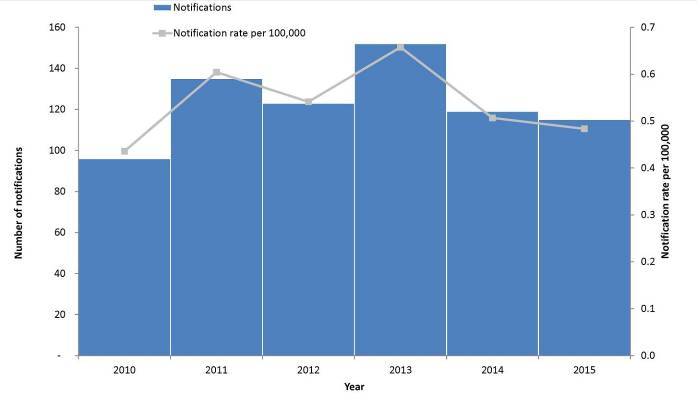 Notifications
Notification rate per 100,000
160
140
120
100
80
60
40
20
-
Number of notifications
0.7
0.6
0.5
0.4
0.3
0.2
0.1
0.0
Notification rate per 100,000
2010 2011 2012 2013 2014 2015
Year